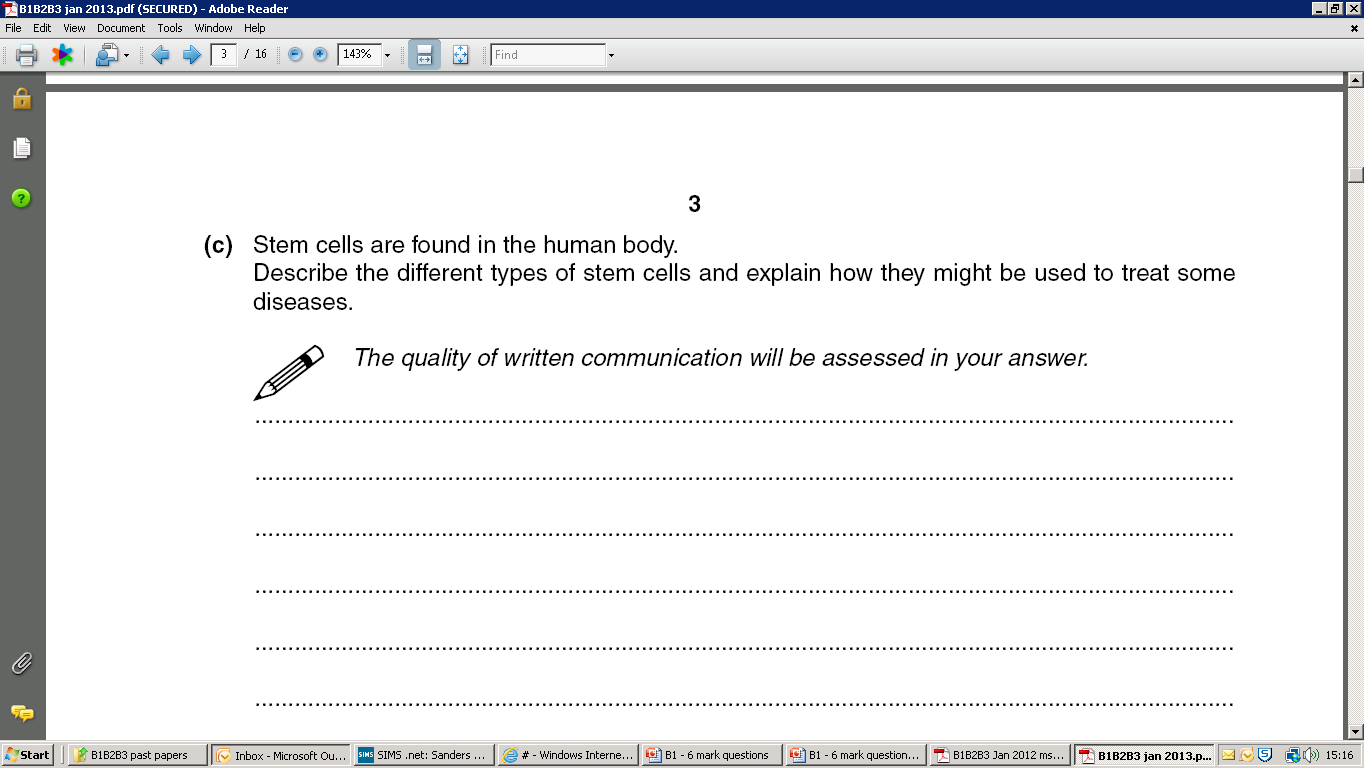 B1B2B3 jan 2013.pdf (SECURED) - Adobe Reader
File Edit View Document Tools Window Help
3 / 16 143% Find
3
(c) Stem cells are found in the human body.
Describe the different types of stem cells and explain how they might be used to treat some
diseases.
The quality of written communication will be assessed in your answer.
Start B1B2B3 past papers Inbox - Microsoft Ou... SIMS .net: Sanders ... # - Windows Interne... B1 - 6 mark questions B1 - 6 mark question... B1B2B3 Jan 2012 ms... B1B2B3 jan 2013.p... 15:16